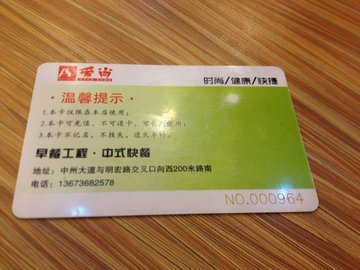 爱尚
时尚/健康/快捷
·温馨提示·
1.本卡仅限在本店使用；
2.本卡可充值、不可退卡、可长期使用；
3.本卡不记名，不挂失，遗失不补。
早餐工程·中式快餐
地址：中州大道与明宏路交叉口向西200米路南
电话：13673682578
NO.000964